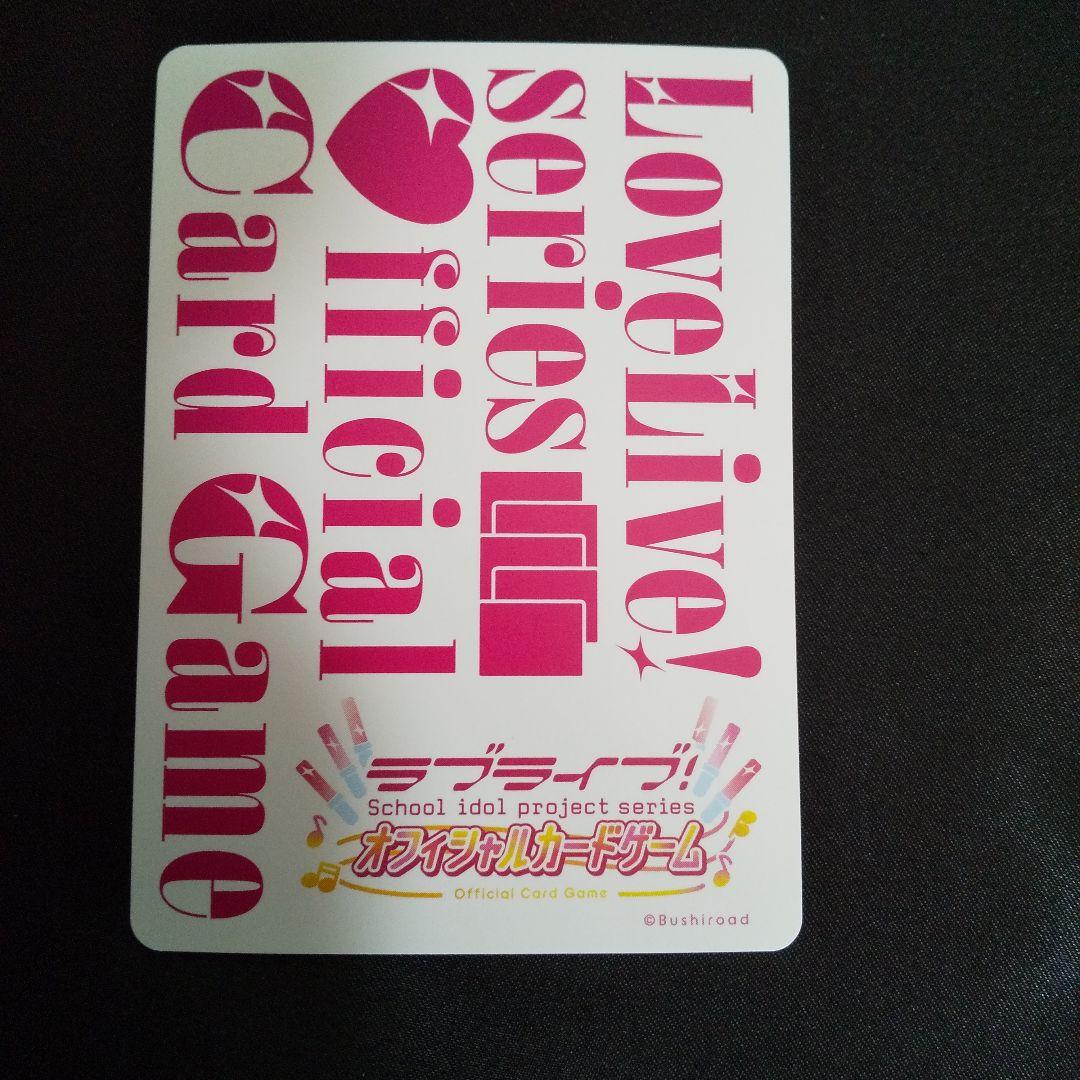 LoveLive!
series
♥fficial
Card Game
ラブライブ!
School idol project series
オフィシャルカードゲーム
Official Card Game
©Bushiroad